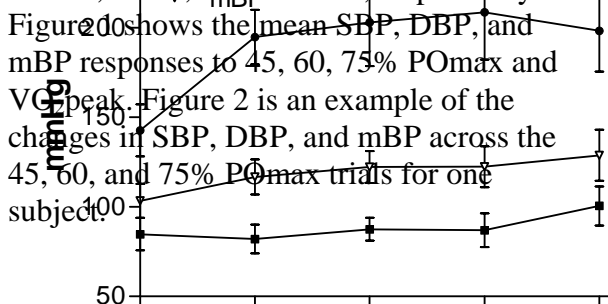 mBP
Figure 1 shows the mean SBP, DBP, and
mBP responses to 45, 60, 75% POmax and
VO2peak. Figure 2 is an example of the
changes in SBP, DBP, and mBP across the
45, 60, and 75% POmax trials for one
subject.
200
150
100
50
mmHg